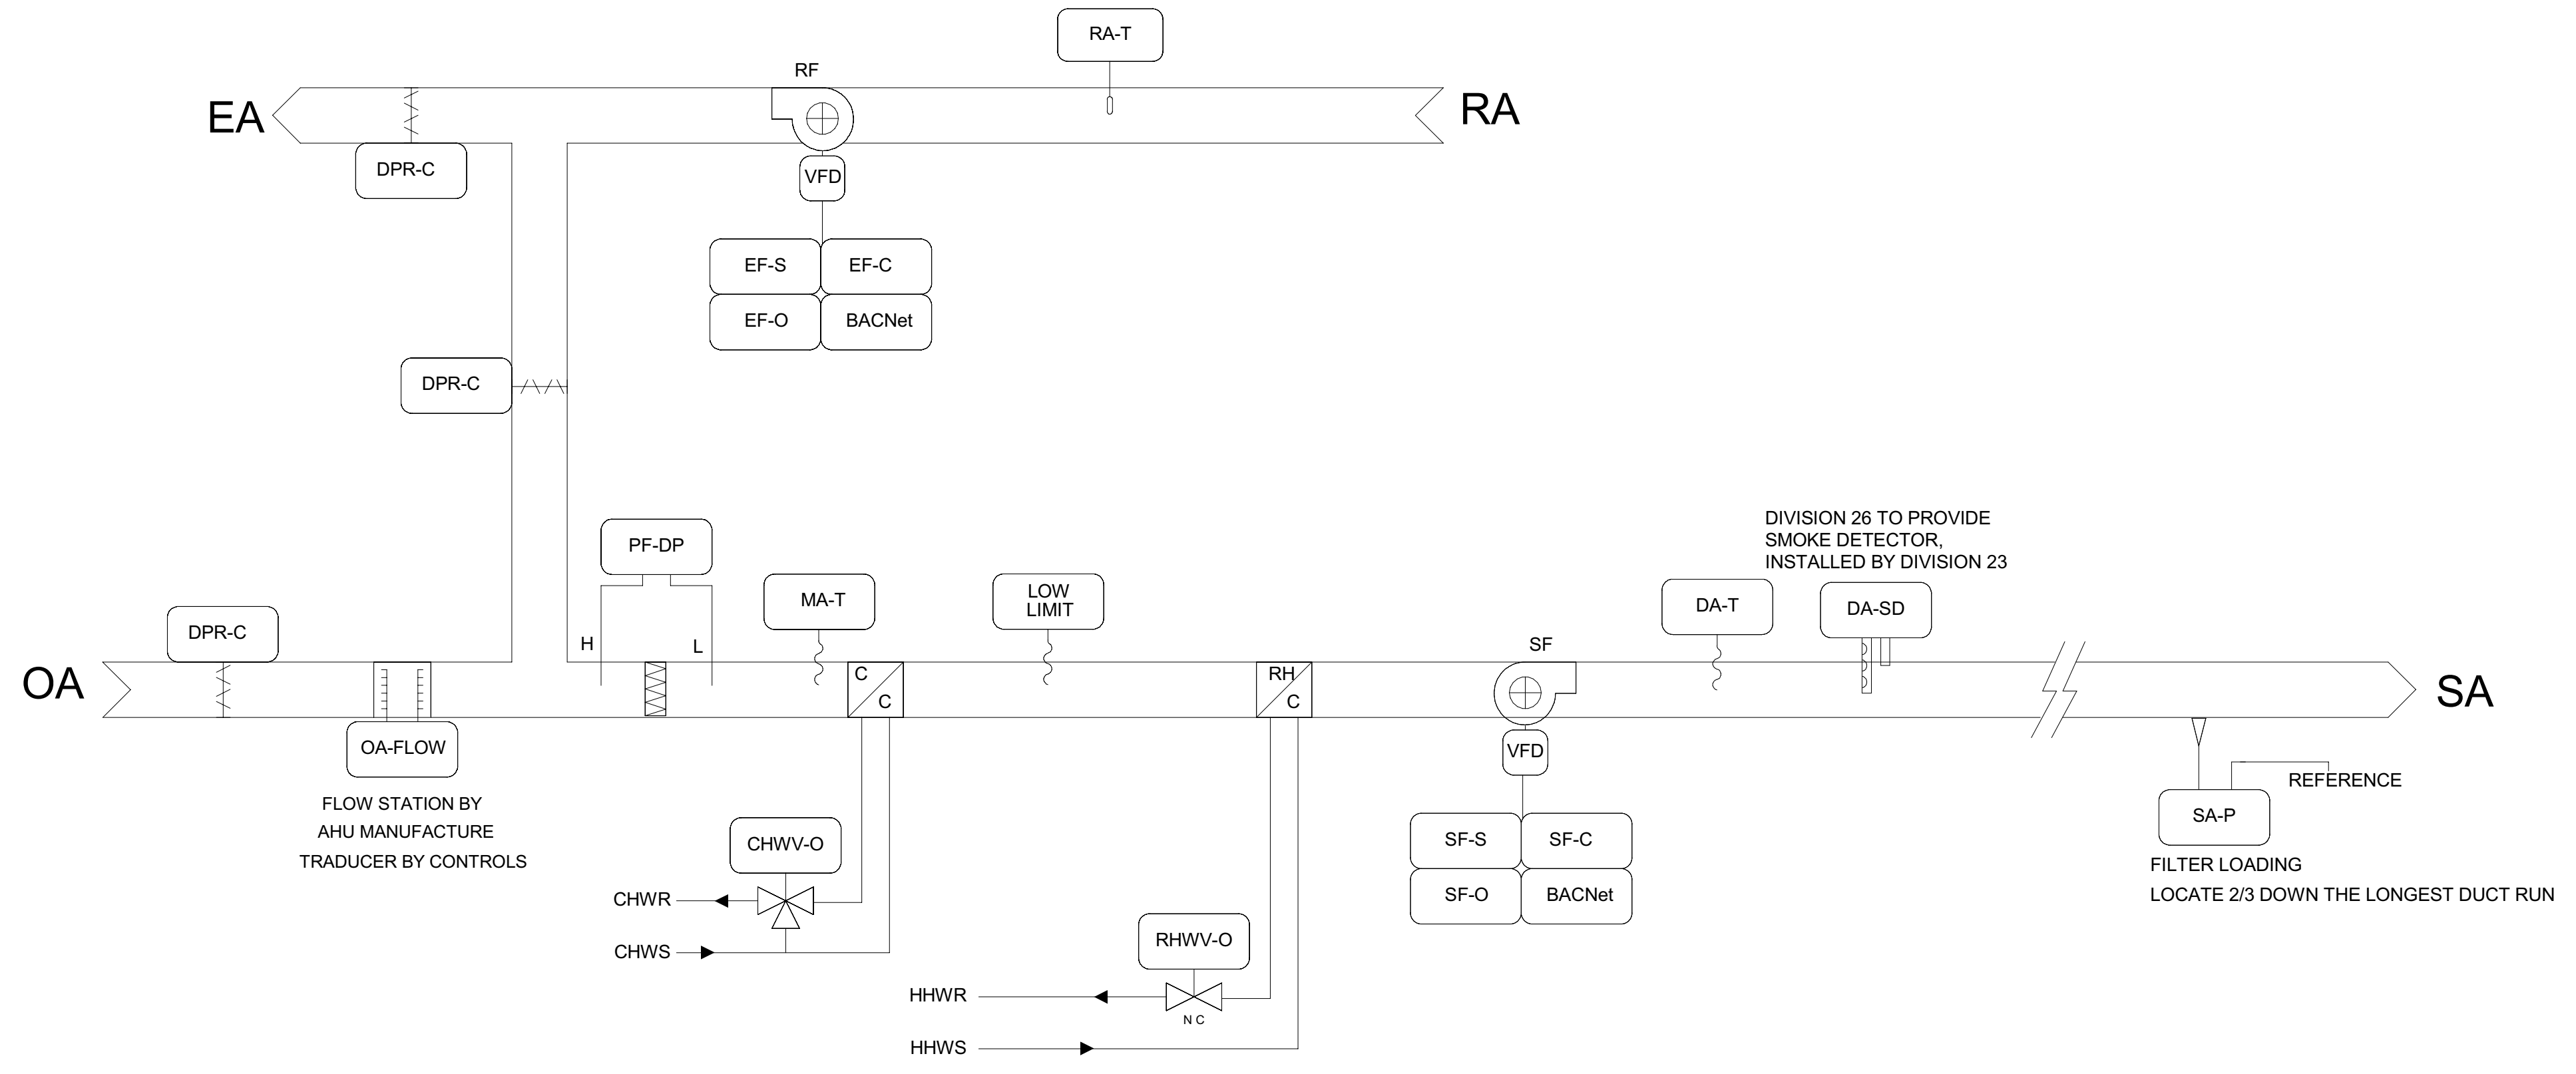 RA-T
RF
EA
RA
DPR-C
VFD
EF-S
EF-C
EF-O
BACNet
DPR-C
DIVISION 26 TO PROVIDE
SMOKE DETECTOR,
INSTALLED BY DIVISION 23
PF-DP
MA-T
LOW
LIMIT
DA-T
DA-SD
DPR-C
H
L
SF
OA
C
C
RH
C
SA
OA-FLOW
VFD
FLOW STATION BY
AHU MANUFACTURE
TRADUCER BY CONTROLS
REFERENCE
SA-P
CHWV-O
SF-S
SF-C
SF-O
BACNet
FILTER LOADING
LOCATE 2/3 DOWN THE LONGEST DUCT RUN
CHWR
CHWS
RHWV-O
HHWR
N C
HHWS